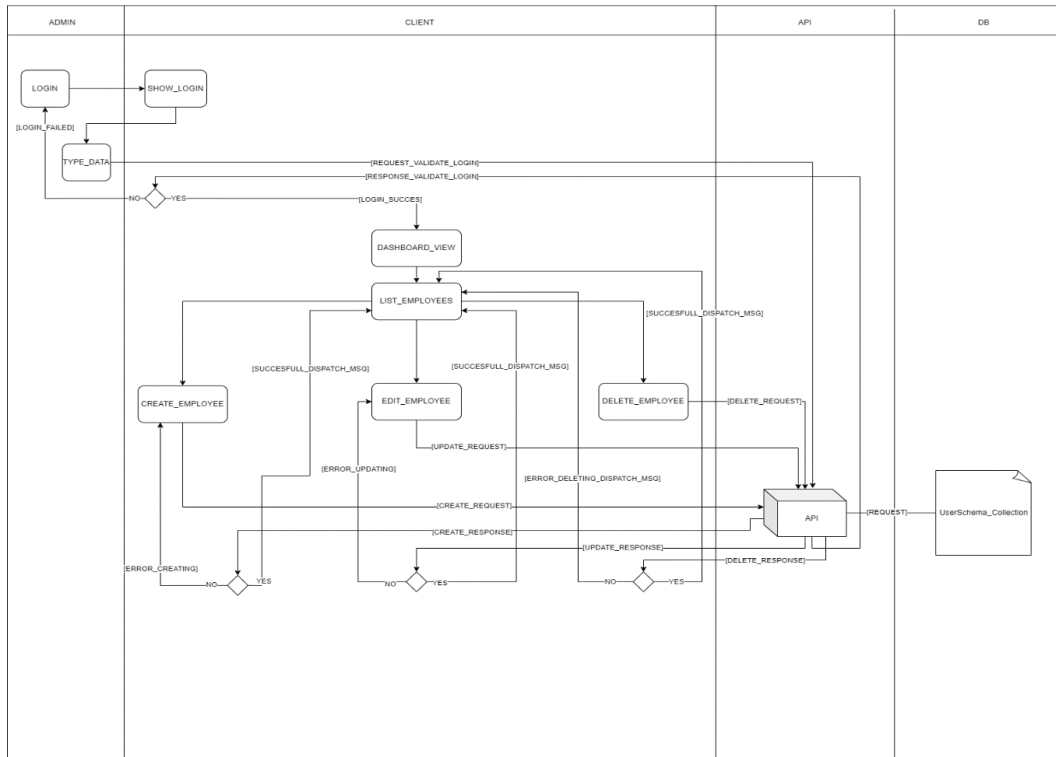 ADMIN
CLIENT
API
DB
LOGIN
SHOW_LOGIN
[LOGIN_FAILED]
TYPE_DATA
[REQUEST_VALIDATE_LOGIN]
[RESPONSE_VALIDATE_LOGIN]
NO
YES
[LOGIN_SUCCES]
DASHBOARD_VIEW
LIST_EMPLOYEES
[SUCCESFULL_DISPATCH_MSG]
[SUCCESFULL_DISPATCH_MSG]
[SUCCESFULL_DISPATCH_MSG]
CREATE_EMPLOYEE
EDIT_EMPLOYEE
DELETE_EMPLOYEE
[DELETE_REQUEST]
[UPDATE_REQUEST]
[ERROR_UPDATING]
[ERROR_DELETING_DISPATCH_MSG]
[CREATE_REQUEST]
API
[REQUEST]
UserSchema_Collection
[CREATE_RESPONSE]
[UPDATE_RESPONSE]
[DELETE_RESPONSE]
[ERROR_CREATING]
NO
YES
NO
YES
NO
YES